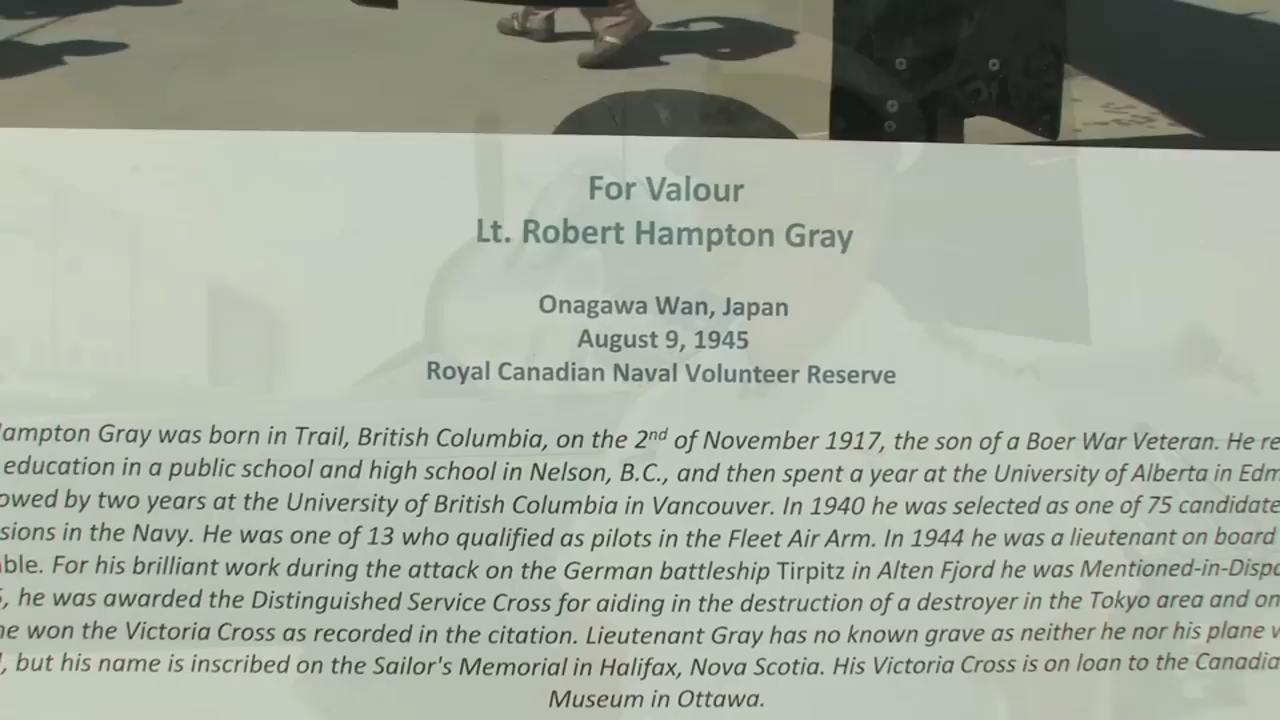 For Valour
Lt. Robert Hampton Gray
Onagawa Wan, Japan
August 9, 1945
Royal Canadian Naval Volunteer Reserve
ampton Gray was born in Trail, British Columbia, on the 2nd of November 1917, the son of a Boer War Veteran. He re
education in a public school and high school in Nelson, B.C., and then spent a year at the University of Alberta in Edm
owed by two years at the University of British Columbia in Vancouver. In 1940 he was selected as one of 75 candidate
sions in the Navy. He was one of 13 who qualified as pilots in the Fleet Air Arm. In 1944 he was a lieutenant on board
ble. For his brilliant work during the attack on the German battleship Tirpitz in Alten Fjord he was Mentioned-in-Dispa
, he was awarded the Distinguished Service Cross for aiding in the destruction of a destroyer in the Tokyo area and on
he won the Victoria Cross as recorded in the citation. Lieutenant Gray has no known grave as neither he nor his plane
, but his name is inscribed on the Sailor's Memorial in Halifax, Nova Scotia. His Victoria Cross is on loan to the Canadia
Museum in Ottawa.